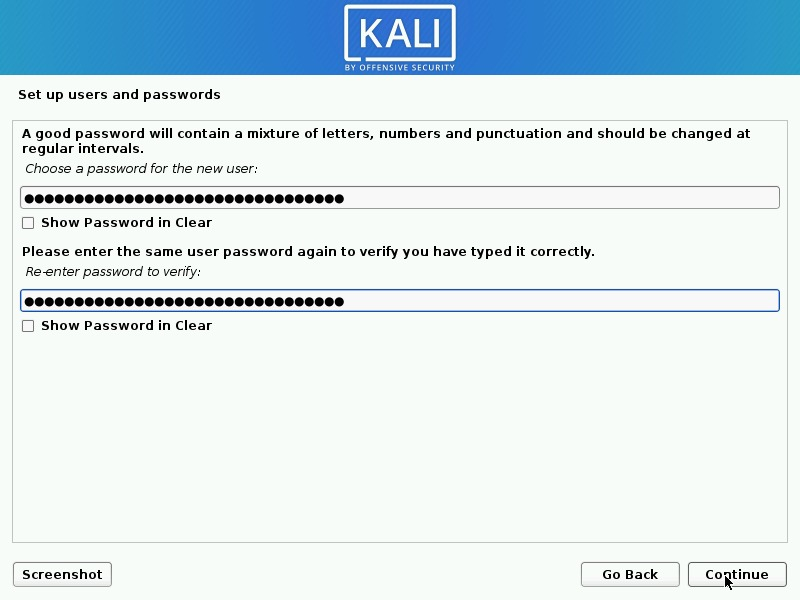 KALI
BY OFFENSIVE SECURITY
Set up users and passwords
A good password will contain a mixture of letters, numbers and punctuation and should be changed at
regular intervals.
Choose a password for the new user:
●●●●●●●●●●●●●●●●●●●●●●●●●●●●●●●●
Show Password in Clear
Please enter the same user password again to verify you have typed it correctly.
Re-enter password to verify:
●●●●●●●●●●●●●●●●●●●●●●●●●●●●●●●●
Show Password in Clear
Screenshot
Go Back
Continue